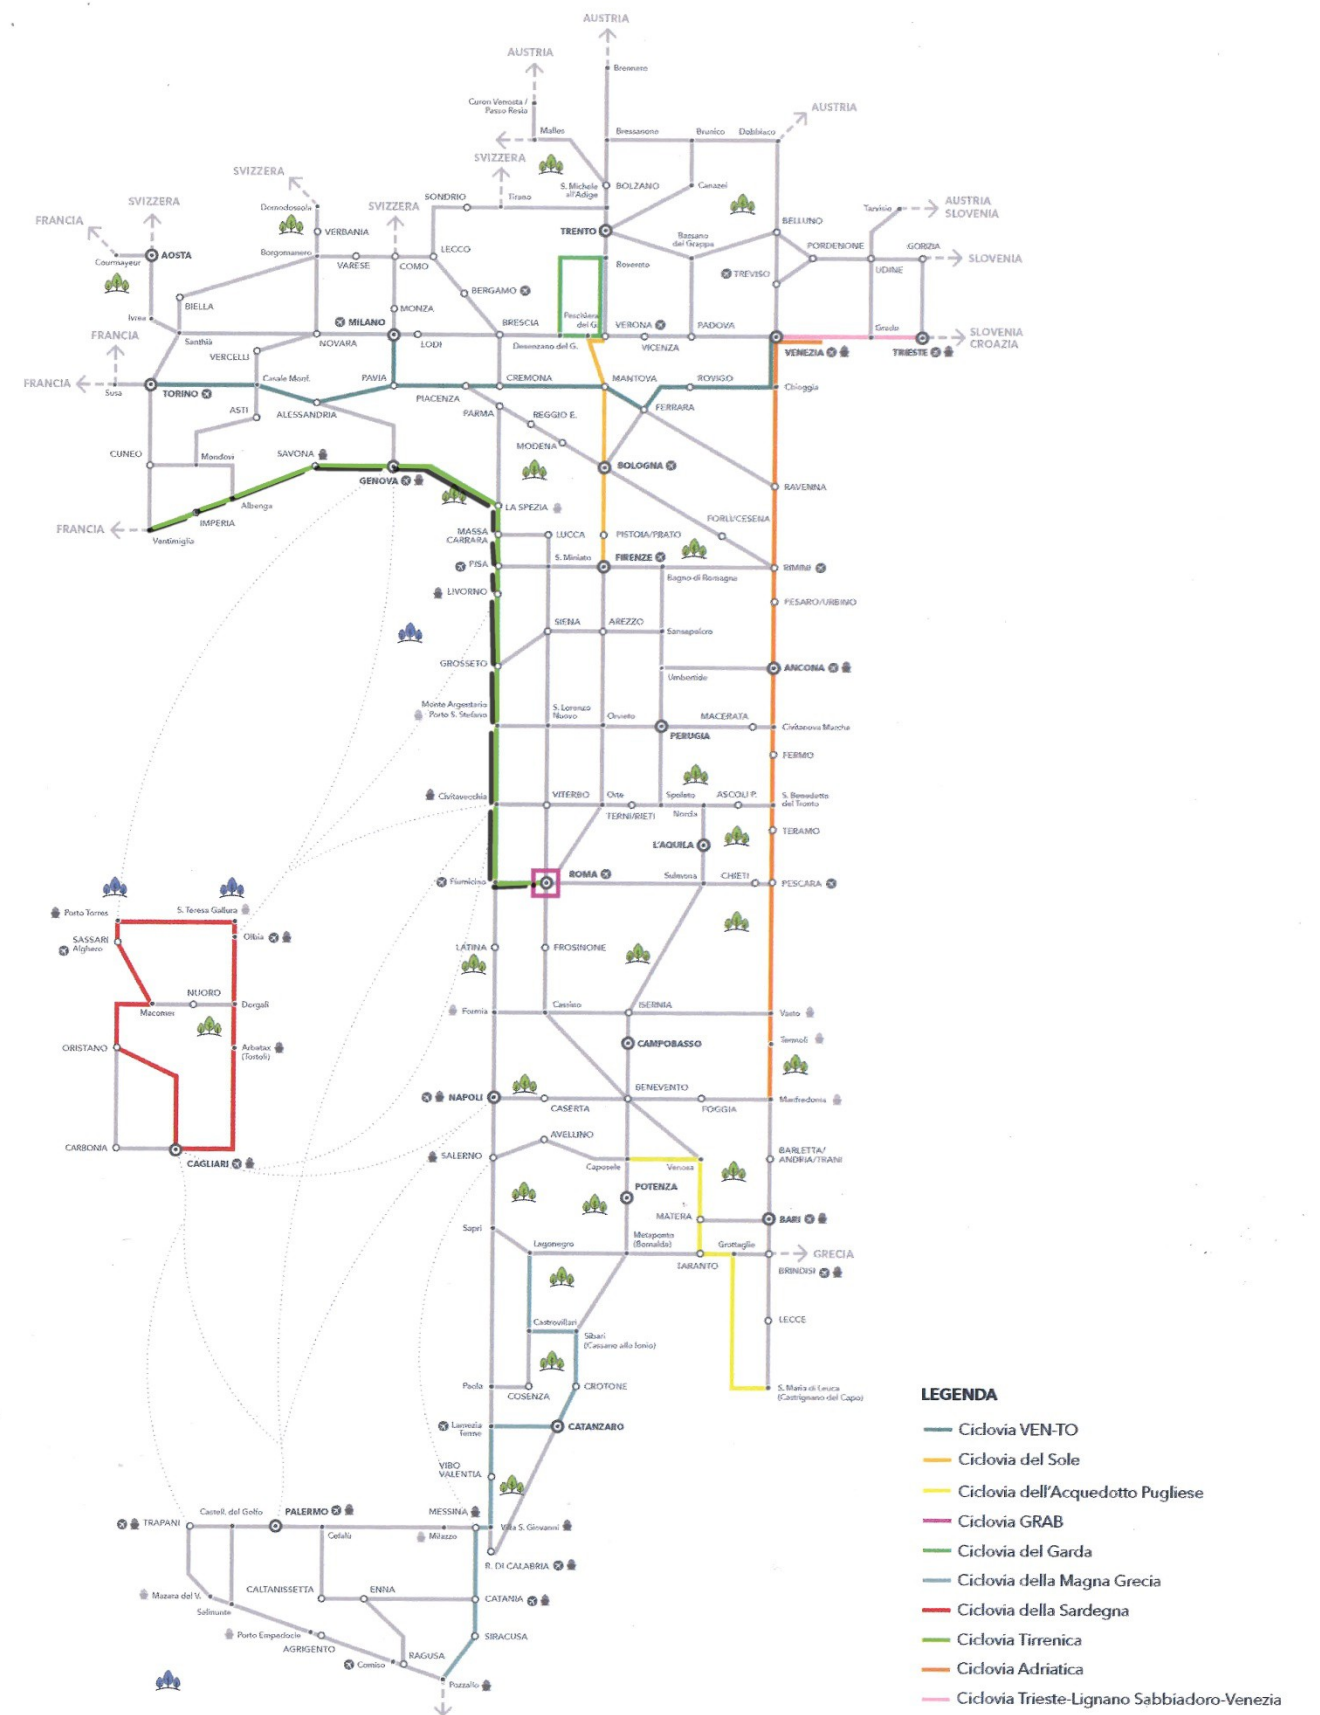 AUSTRIA
AUSTRIA
Brennero
Curon Venosta /
Passo Resia
AUSTRIA
Malles
Bressanone
Brunico
Dobbiaco
SVIZZERA
SVIZZERA
S. Michele
all'Adige
BOLZANO
Canazei
SONDRIO
Tirano
SVIZZERA
FRANCIA
Domodossola
SVIZZERA
Tarvisio
AUSTRIA
SLOVENIA
VERBANIA
TRENTO
BELLUNO
Bassano
del Grappa
PORDENONE
GORIZIA
Courmayeur
AOSTA
Borgomanero
VARESE
COMO
LECCO
Rovereto
TREVISO
UDINE
SLOVENIA
BIELLA
BERGAMO
Ivrea
MONZA
Peschiera
del G.
FRANCIA
MILANO
BRESCIA
VERONA
PADOVA
Grado
SLOVENIA
CROAZIA
Santhià
NOVARA
LODI
Desenzano del G.
VICENZA
VENEZIA
TRIESTE
VERCELLI
FRANCIA
Susa
TORINO
Casale Monf.
PAVIA
CREMONA
MANTOVA
ROVIGO
Chioggia
PIACENZA
ASTI
ALESSANDRIA
PARMA
REGGIO E.
FERRARA
MODENA
CUNEO
Mondovì
SAVONA
GENOVA
BOLOGNA
RAVENNA
Albenga
LA SPEZIA
IMPERIA
FORLI/CESENA
FRANCIA
Ventimiglia
MASSA
CARRARA
LUCCA
PISTOIA/PRATO
PISA
S. Miniato
FIRENZE
Bagno di Romagna
RIMINI
LIVORNO
PESARO/URBINO
SIENA
AREZZO
Sansepolcro
GROSSETO
Umbertide
ANCONA
Monte Argentario
Porto S. Stefano
S. Lorenzo
Nuovo
Orvieto
PERUGIA
MACERATA
Civitanova Marche
FERMO
Civitavecchia
VITERBO
Orte
TERNI/RIETI
Spoleto
Norcia
ASCOLI P.
S. Benedetto
del Tronto
TERAMO
L'AQUILA
Fiumicino
ROMA
Sulmona
CHIETI
PESCARA
Porto Torres
S. Teresa Gallura
Olbia
SASSARI
Alghero
LATINA
FROSINONE
NUORO
Macomer
Dorgali
Formia
Cassino
ISERNIA
Vasto
ORISTANO
Arbatax
(Tortolì)
CAMPOBASSO
Termoli
NAPOLI
CASERTA
BENEVENTO
FOGGIA
Manfredonia
CARBONIA
CAGLIARI
SALERNO
AVELLINO
Caposele
Venosa
BARLETTA/
ANDRIA/TRANI
POTENZA
MATERA
BARI
Sapri
Lagonegro
Metaponto
(Bernalda)
TARANTO
Grottaglie
GRECIA
BRINDISI
LECCE
Castrovillari
Sibari
(Cassano allo Ionio)
Paola
COSENZA
CROTONE
S. Maria di Leuca
(Castrignano del Capo)
Lamezia
Terme
CATANZARO
VIBO
VALENTIA
TRAPANI
Castell. del Golfo
PALERMO
Cefalù
MESSINA
Milazzo
Villa S. Giovanni
R. DI CALABRIA
Mazara del V.
Selinunte
CALTANISSETTA
ENNA
CATANIA
Porto Empedocle
AGRIGENTO
SIRACUSA
Comiso
RAGUSA
Pozzallo
LEGENDA
Ciclovia VEN-TO
Ciclovia del Sole
Ciclovia dell'Acquedotto Pugliese
Ciclovia GRAB
Ciclovia del Garda
Ciclovia della Magna Grecia
Ciclovia della Sardegna
Ciclovia Tirrenica
Ciclovia Adriatica
Ciclovia Trieste-Lignano Sabbiadoro-Venezia